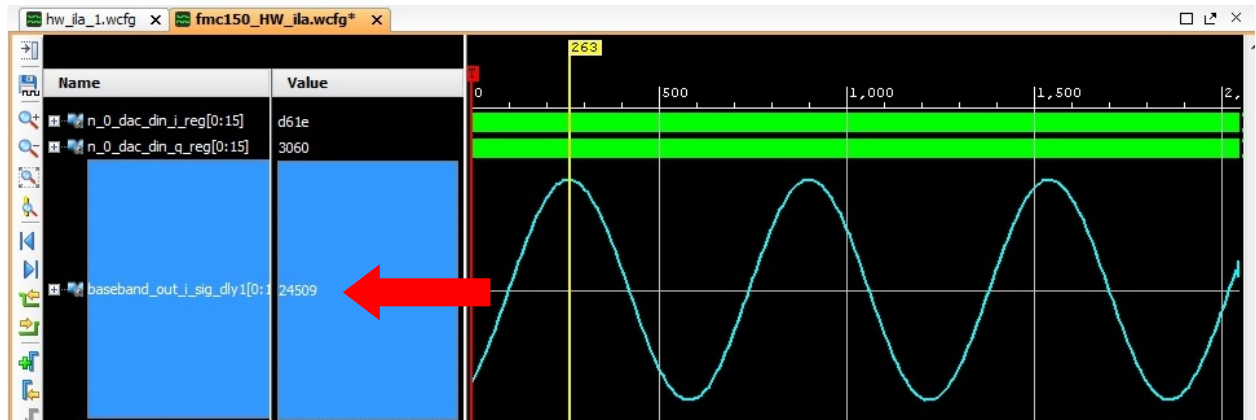 hw_ila_1.wcfg x fmc150_HW_ila.wcfg* x
263
Name Value
T
0 500 1,000 1,500 2,
n_0_dac_din_i_reg[0:15] d61e
n_0_dac_din_q_reg[0:15] 3060
baseband_out_i_sig_dly1[0:1 24509